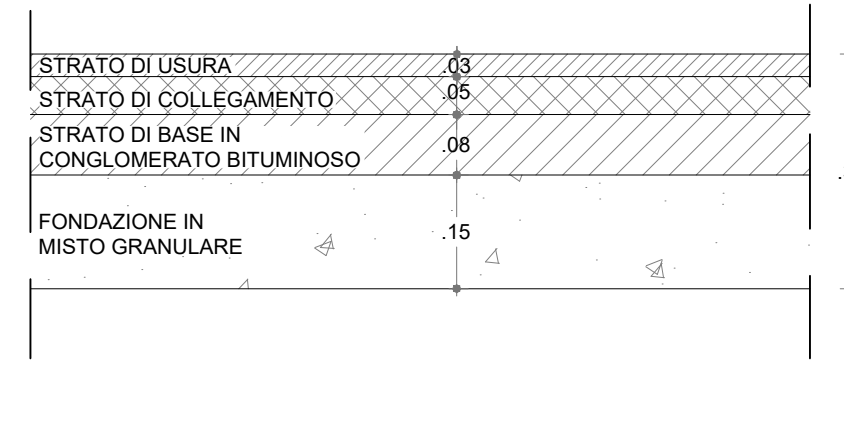 STRATO DI USURA .03
STRATO DI COLLEGAMENTO .05
STRATO DI BASE IN
CONGLOMERATO BITUMINOSO .08
FONDAZIONE IN
MISTO GRANULARE .15